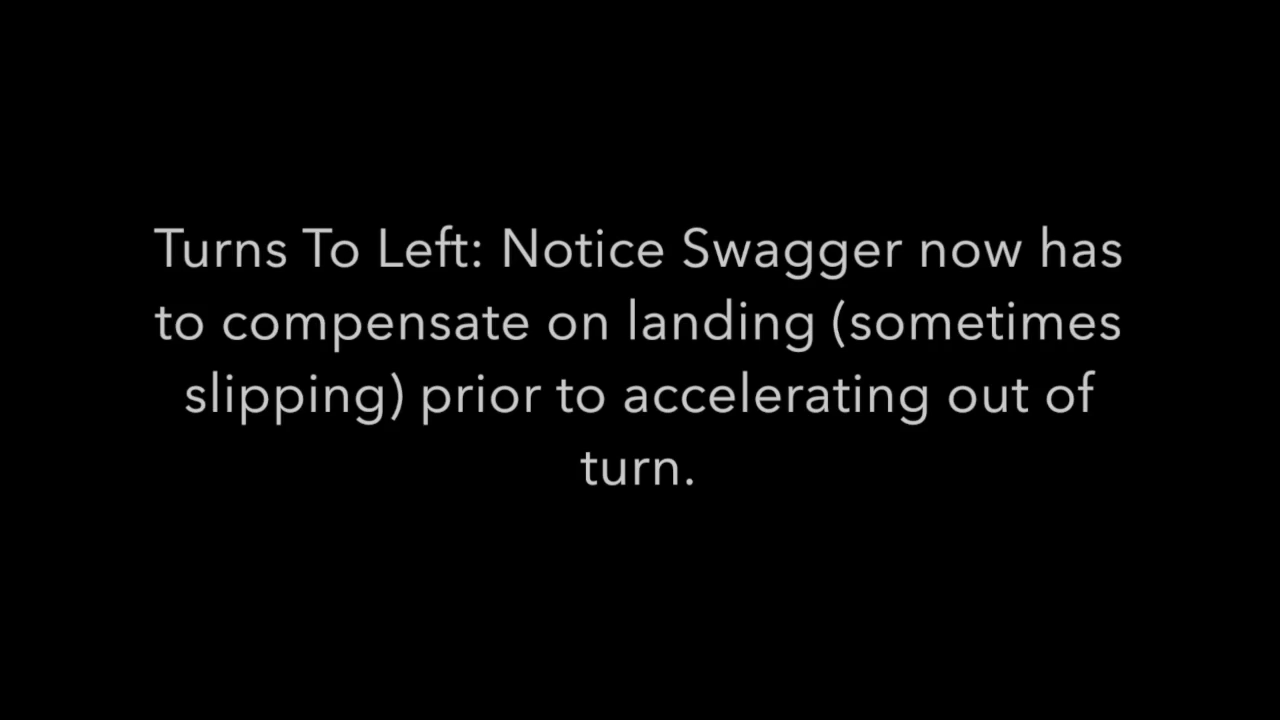 Turns To Left: Notice Swagger now has
to compensate on landing (sometimes
slipping) prior to accelerating out of
turn.